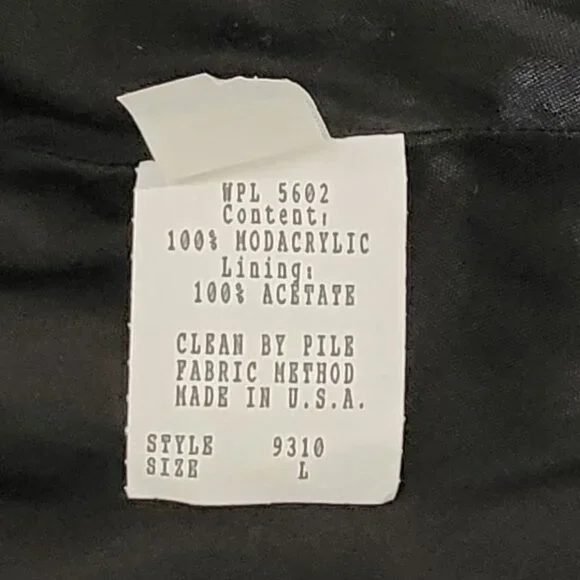 WPL 5602
Content:
100% MODACRYLIC
Lining:
100% ACETATE
CLEAN BY PILE
FABRIC METHOD
MADE IN U.S.A.
STYLE 9310
SIZE L